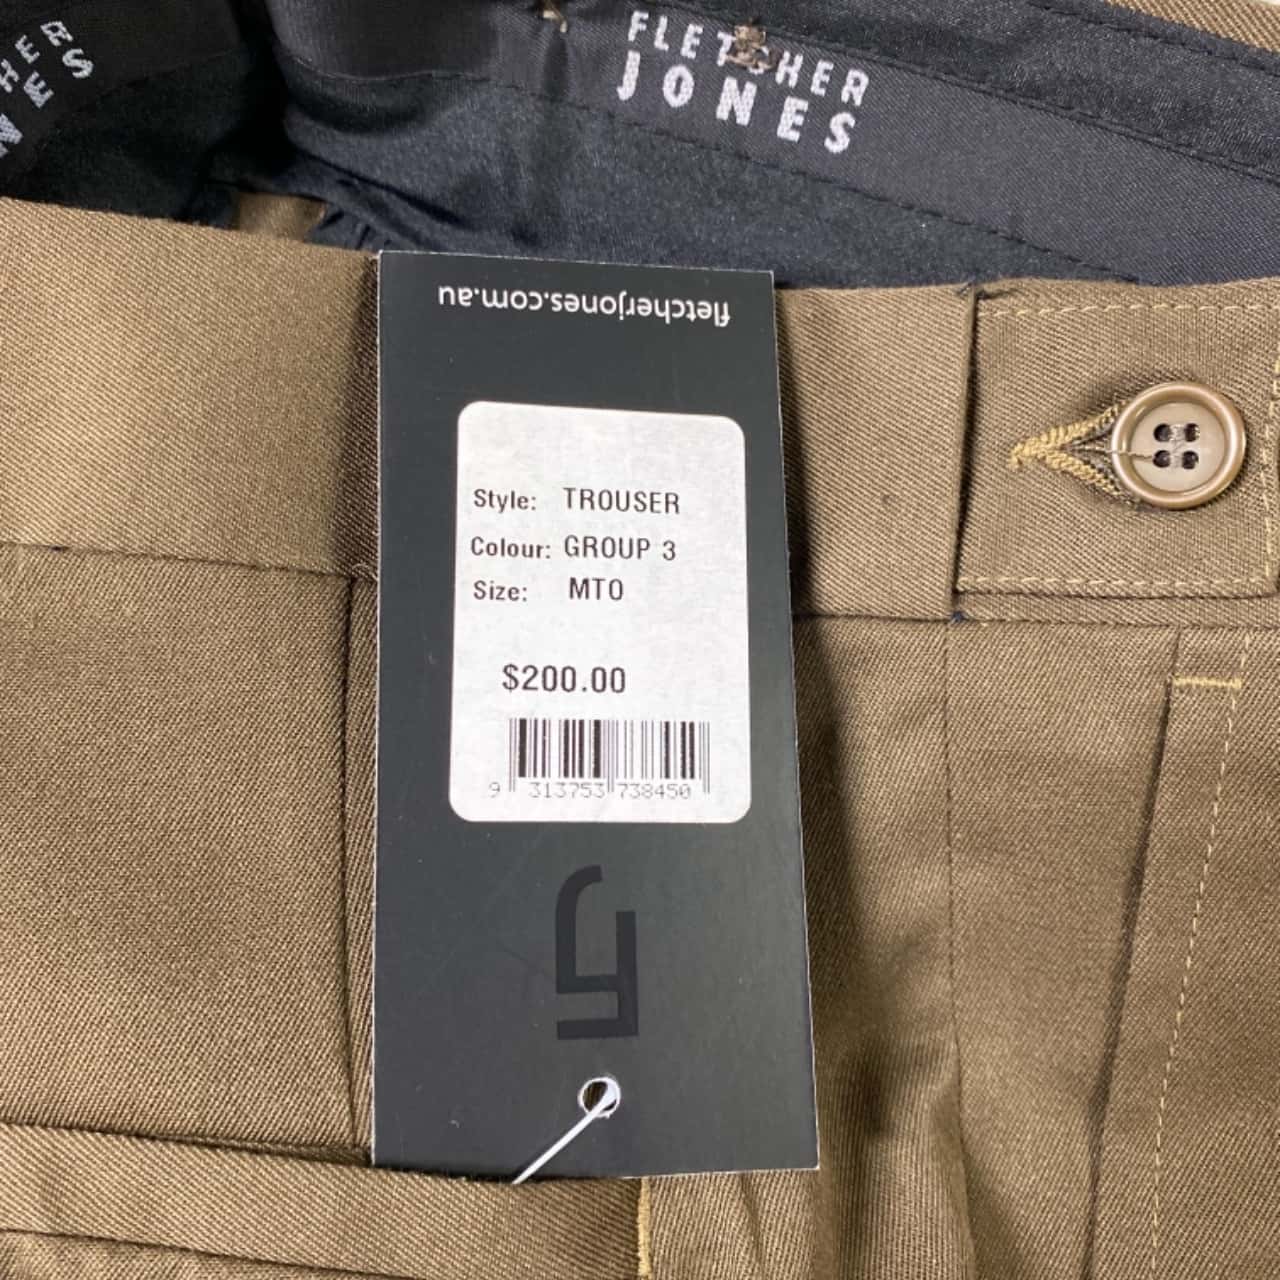 HER
NES
FLETCHER
JONES
fletcherjones.com.au
Style: TROUSER
Colour: GROUP 3
Size: MTO
$200.00
9 313753 738450